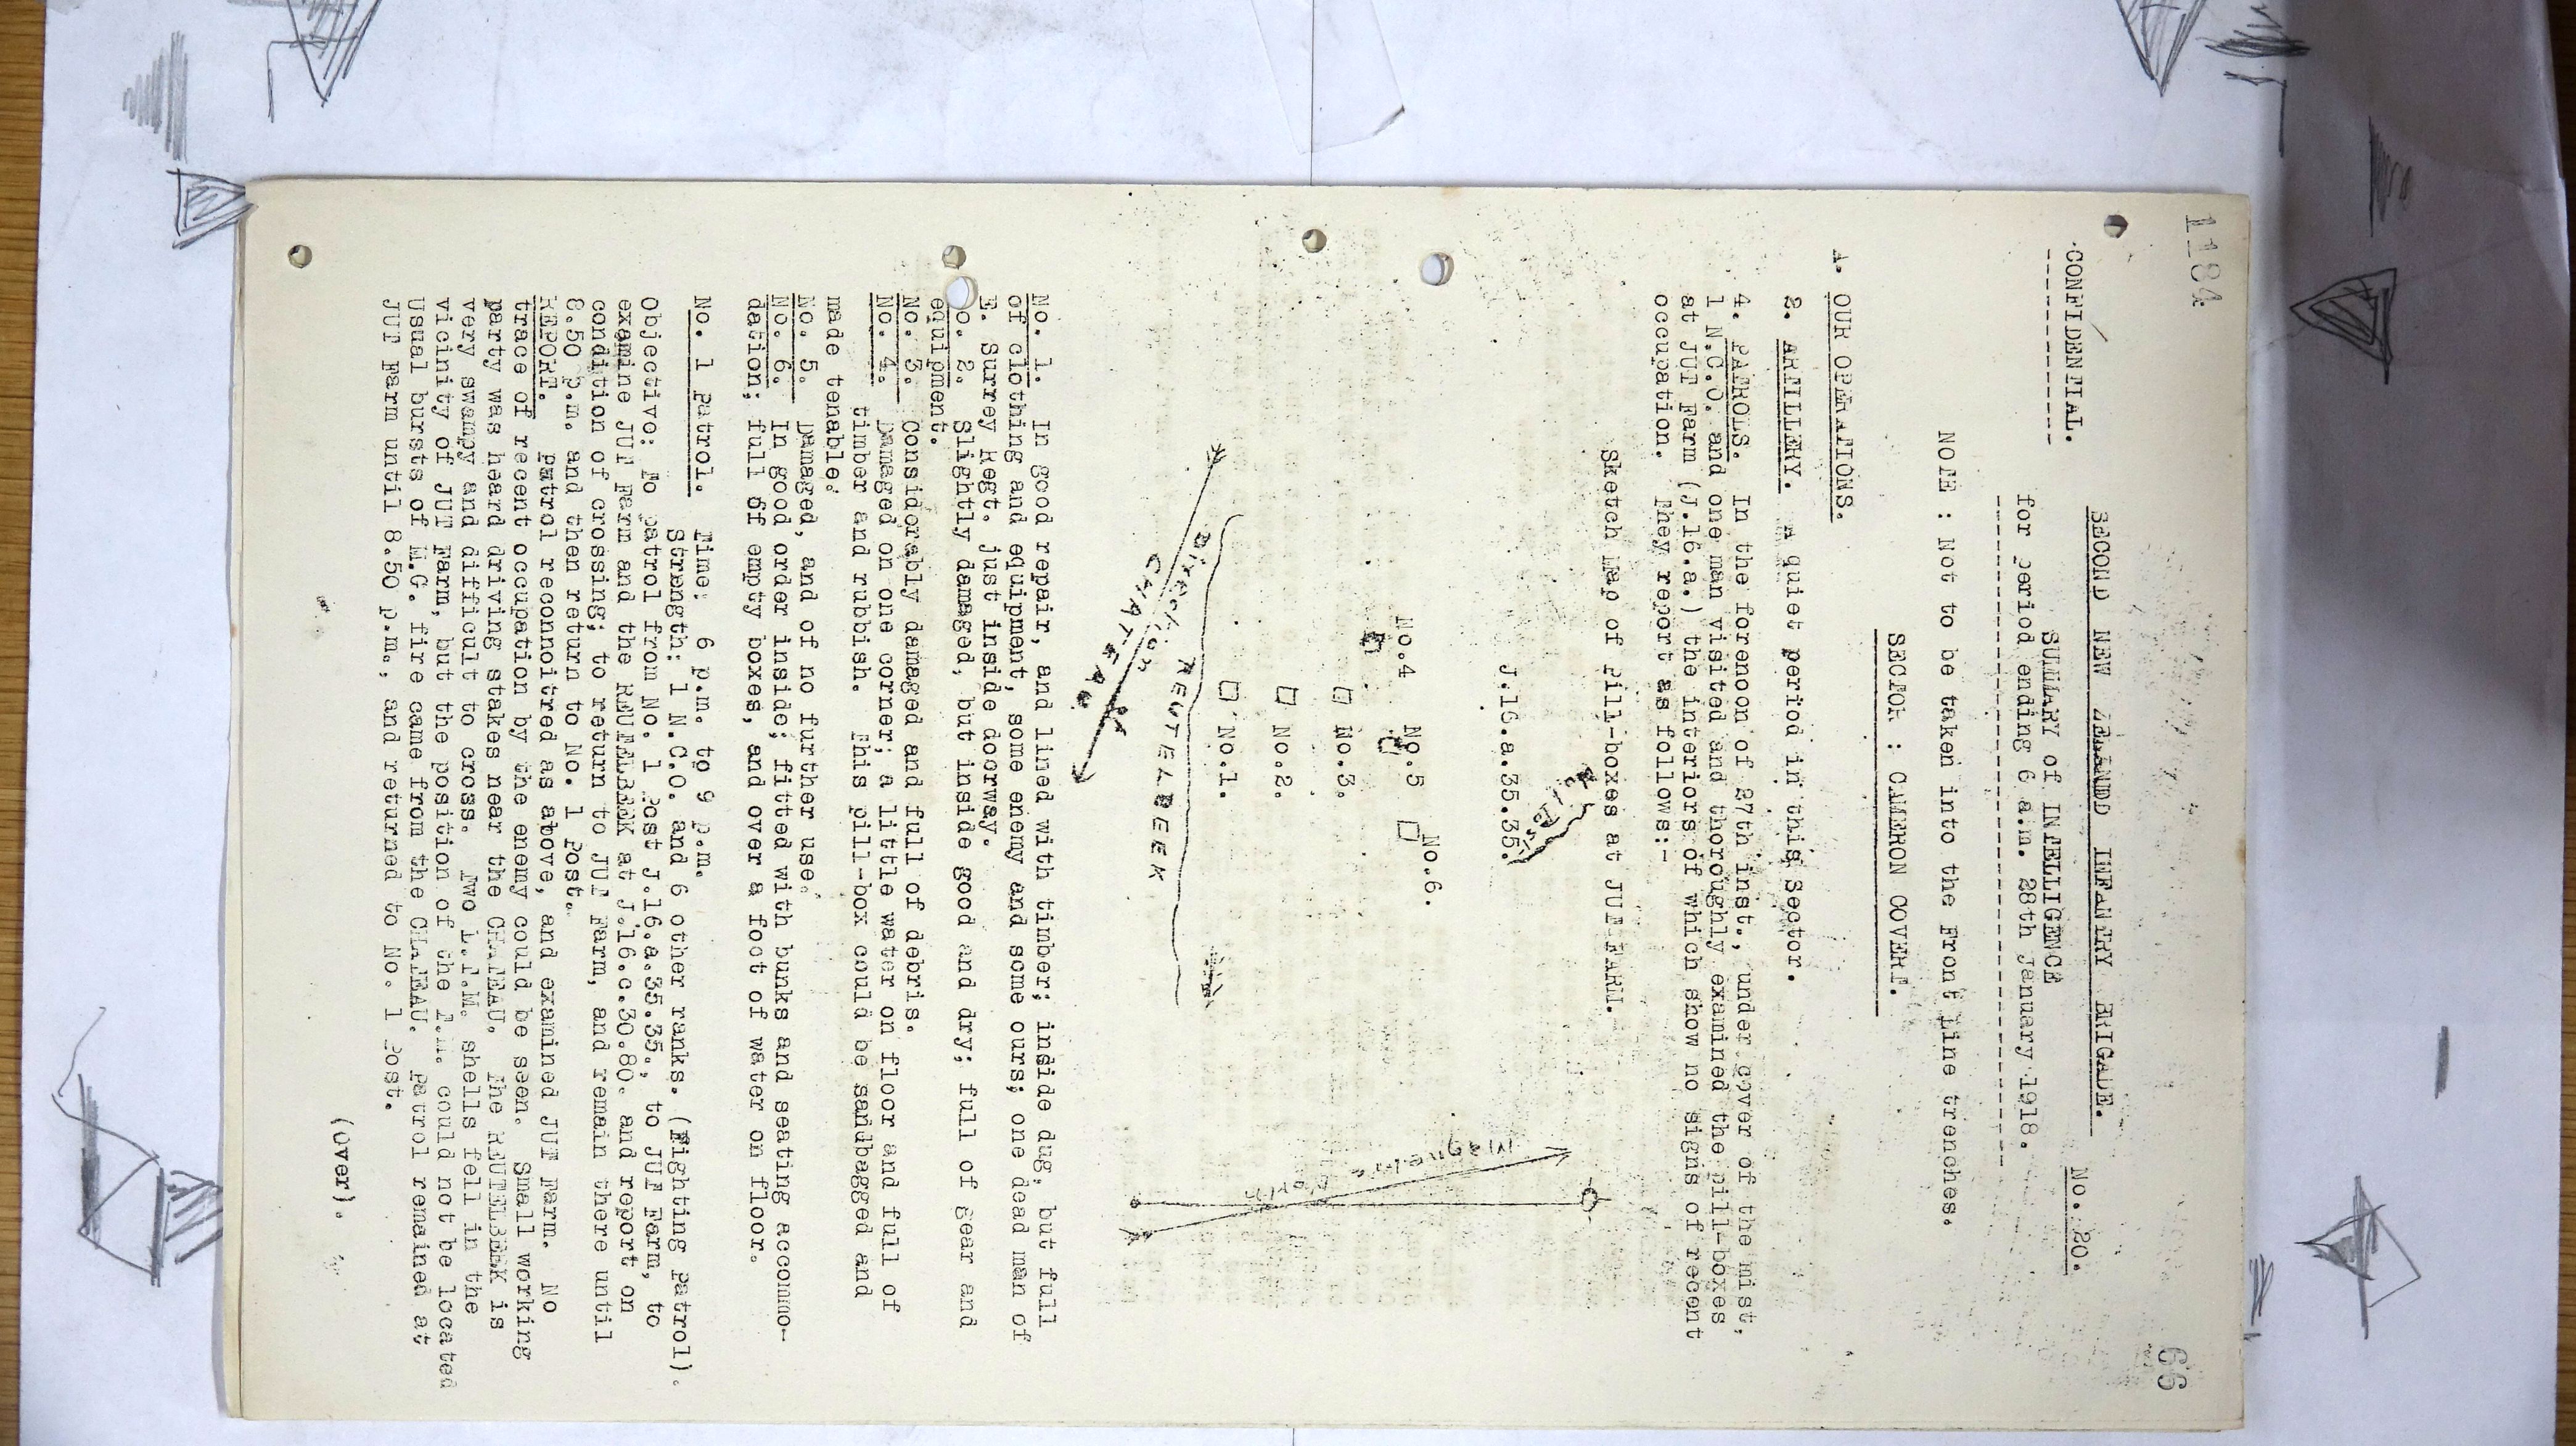 1184
66
CONFIDENTIAL.
SECOND NEW ZEALAND INFANTRY BRIGADE.
No. 20.
SUMMARY of INTELLIGENCE
for period ending 6 a.m. 28th January 1918.
NOTE : Not to be taken into the Front Line trenches.
SECTOR : CAMERON COVERT.
1. OUR OPERATIONS.
2. ARTILLERY. A quiet period in this sector.
4. PATROLS. In the forenoon of 27th inst., under cover of the mist,
1 N.C.O. and one man visited and thoroughly examined the pill-boxes
at JUT Farm (J.16.a.) the interiors of which show no signs of recent
occupation. They report as follows:-
Sketch Map of Pill-boxes at JUT FARM.
J.16.a.35.35.
No.4 No.5 No.6.
No.3.
No.2.
No.1.
Magnetic
North
REUTELBEEK
Direction
CHATEAU
No. 1. In good repair, and lined with timber; inside dug, but full
of clothing and equipment, some enemy and some ours; one dead man of
E. Surrey Regt. just inside doorway.
No. 2. Slightly damaged, but inside good and dry; full of gear and
equipment.
No. 3. Considerably damaged and full of debris.
No. 4. Damaged on one corner; a little water on floor and full of
timber and rubbish. This pill-box could be sandbagged and
made tenable.
No. 5. Damaged, and of no further use.
No. 6. In good order inside; fitted with bunks and seating accommo-
dation; full of empty boxes, and over a foot of water on floor.
No. 1 Patrol. Time: 6 p.m. to 9 p.m.
Strength: 1 N.C.O. and 6 other ranks. (Fighting Patrol).
Objective: To patrol from No. 1 Post J.16.a.35.35., to JUT Farm, to
examine JUT Farm and the REUTELBEEK at J.16.c.30.80. and report on
condition of crossing; to return to JUT Farm, and remain there until
8.50 p.m. and then return to No. 1 Post.
REPORT. Patrol reconnoitred as above, and examined JUT Farm. No
trace of recent occupation by the enemy could be seen. Small working
party was heard driving stakes near the CHATEAU. The REUTELBEEK is
very swampy and difficult to cross. Two L.T.M. shells fell in the
vicinity of JUT Farm, but the position of the T.M. could not be located
Usual bursts of M.G. fire came from the CHATEAU. Patrol remained at
JUT Farm until 8.50 p.m., and returned to No. 1 Post.
(Over).